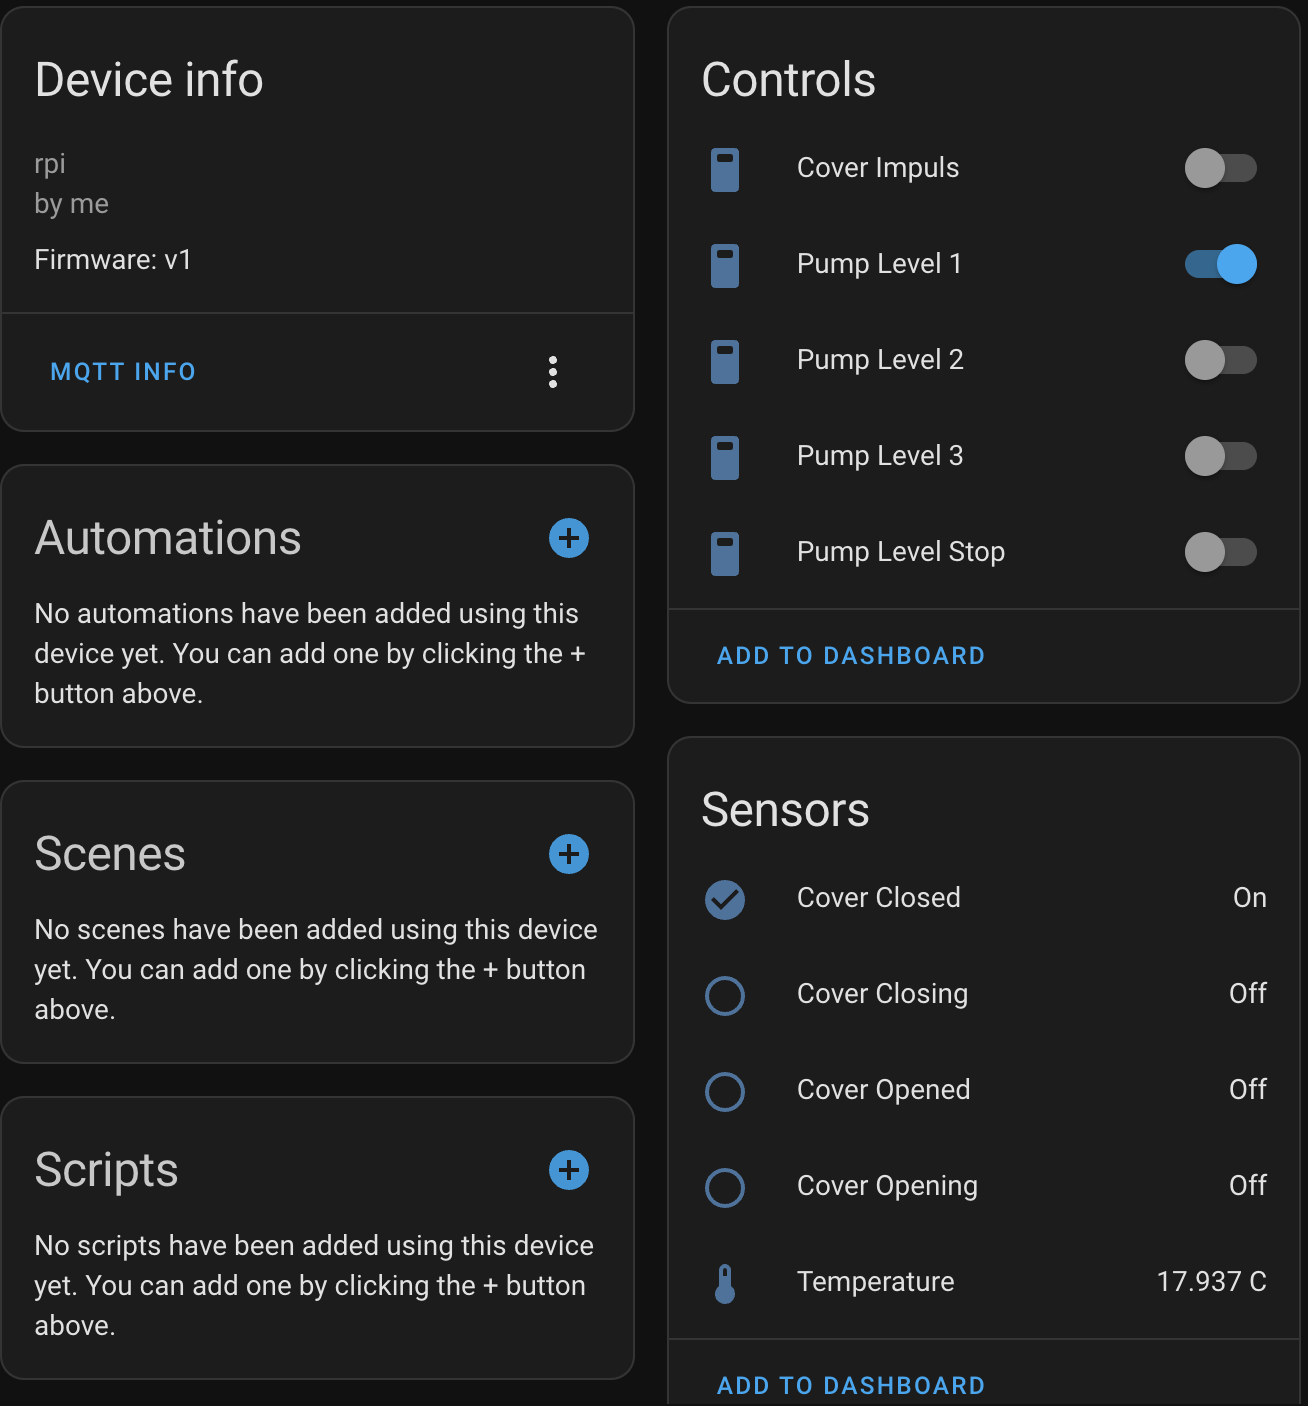 Device info
rpi
by me
Firmware: v1
MQTT INFO
Automations
No automations have been added using this
device yet. You can add one by clicking the +
button above.
Scenes
No scenes have been added using this device
yet. You can add one by clicking the + button
above.
Scripts
No scripts have been added using this device
yet. You can add one by clicking the + button
above.
Controls
Cover Impuls
Pump Level 1
Pump Level 2
Pump Level 3
Pump Level Stop
ADD TO DASHBOARD
Sensors
Cover Closed On
Cover Closing Off
Cover Opened Off
Cover Opening Off
Temperature 17.937 C
ADD TO DASHBOARD